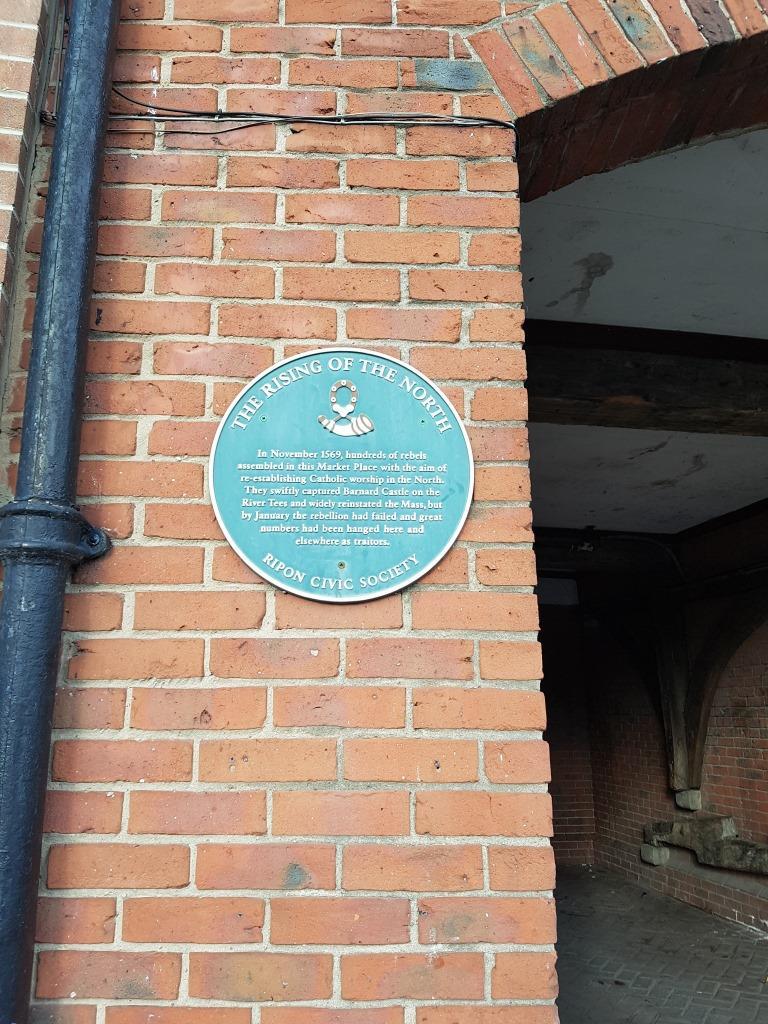 THE RISING OF THE NORTH
In November 1569, hundreds of rebels
assembled in this Market Place with the aim of
re-establishing Catholic worship in the North.
They swiftly captured Barnard Castle on the
River Tees and widely reinstated the Mass, but
by January the rebellion had failed and great
numbers had been hanged here and
elsewhere as traitors.
RIPON CIVIC SOCIETY